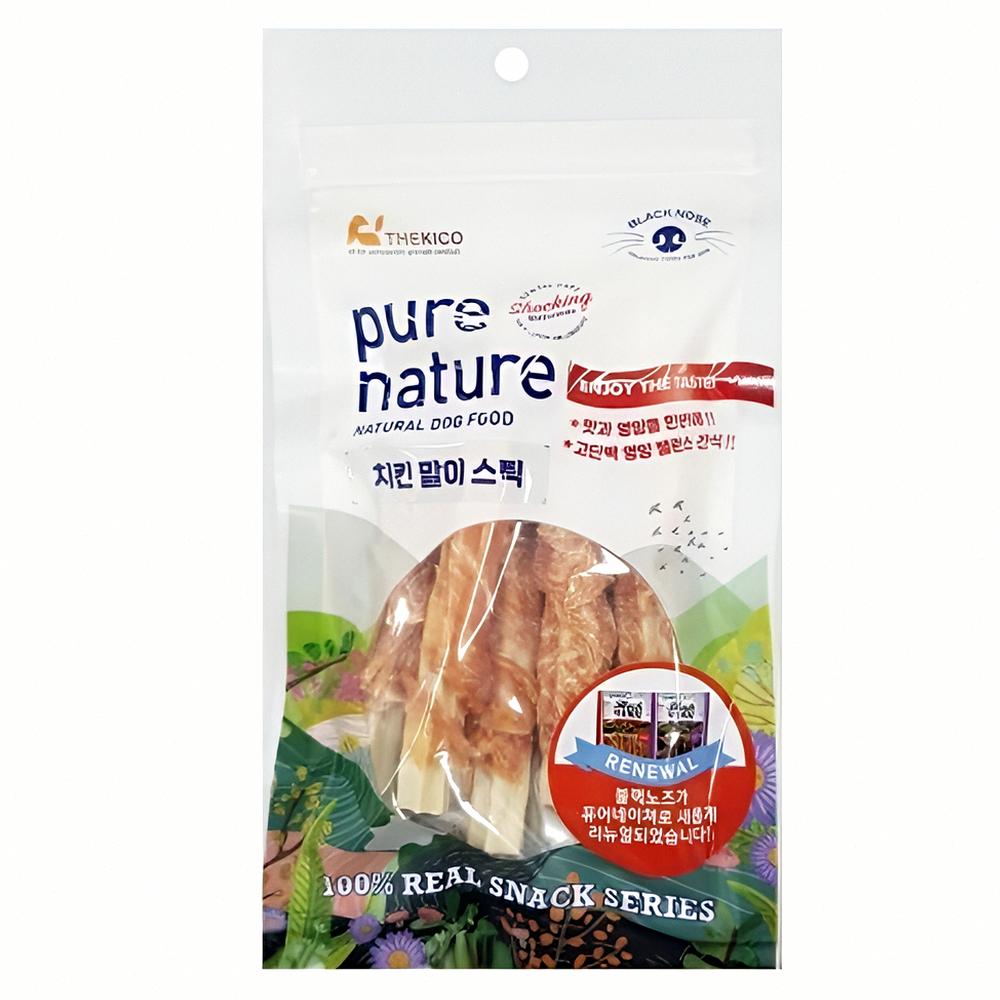 THEKICO
BLACK NOSE
pure
nature
Shocking
NATURAL DOG FOOD
ENJOY THE TASTE!
*맛과 영양을 한번에!!
*고단백 영양 밸런스 간식!!
치킨 말이 스틱
RENEWAL
블랙노즈가
퓨어네이처로 새롭게
리뉴얼되었습니다!
100% REAL SNACK SERIES